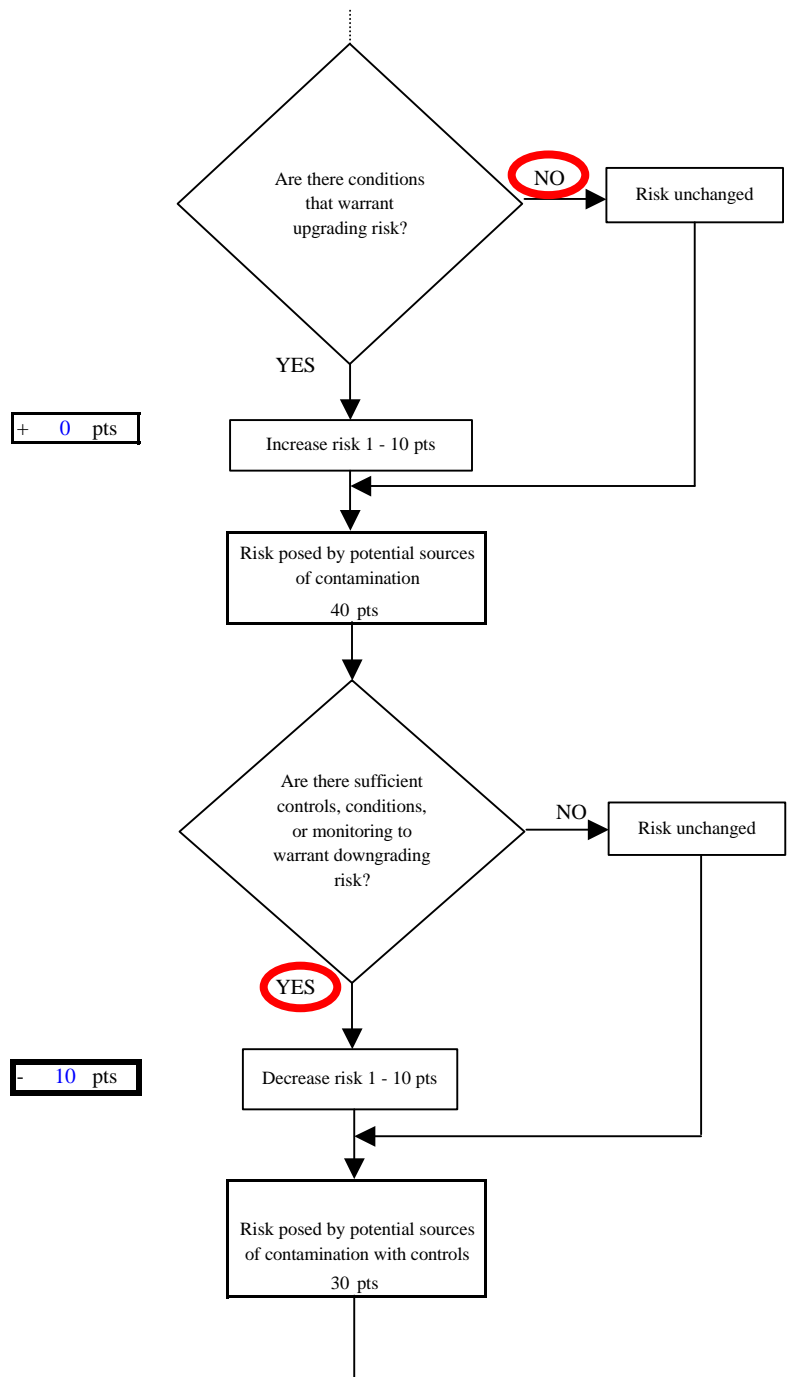 Are there conditions
that warrant
upgrading risk?
NO
Risk unchanged
YES
+ 0 pts
Increase risk 1 - 10 pts
Risk posed by potential sources
of contamination
40 pts
Are there sufficient
controls, conditions,
or monitoring to
warrant downgrading
risk?
NO
Risk unchanged
YES
- 10 pts
Decrease risk 1 - 10 pts
Risk posed by potential sources
of contamination with controls
30 pts